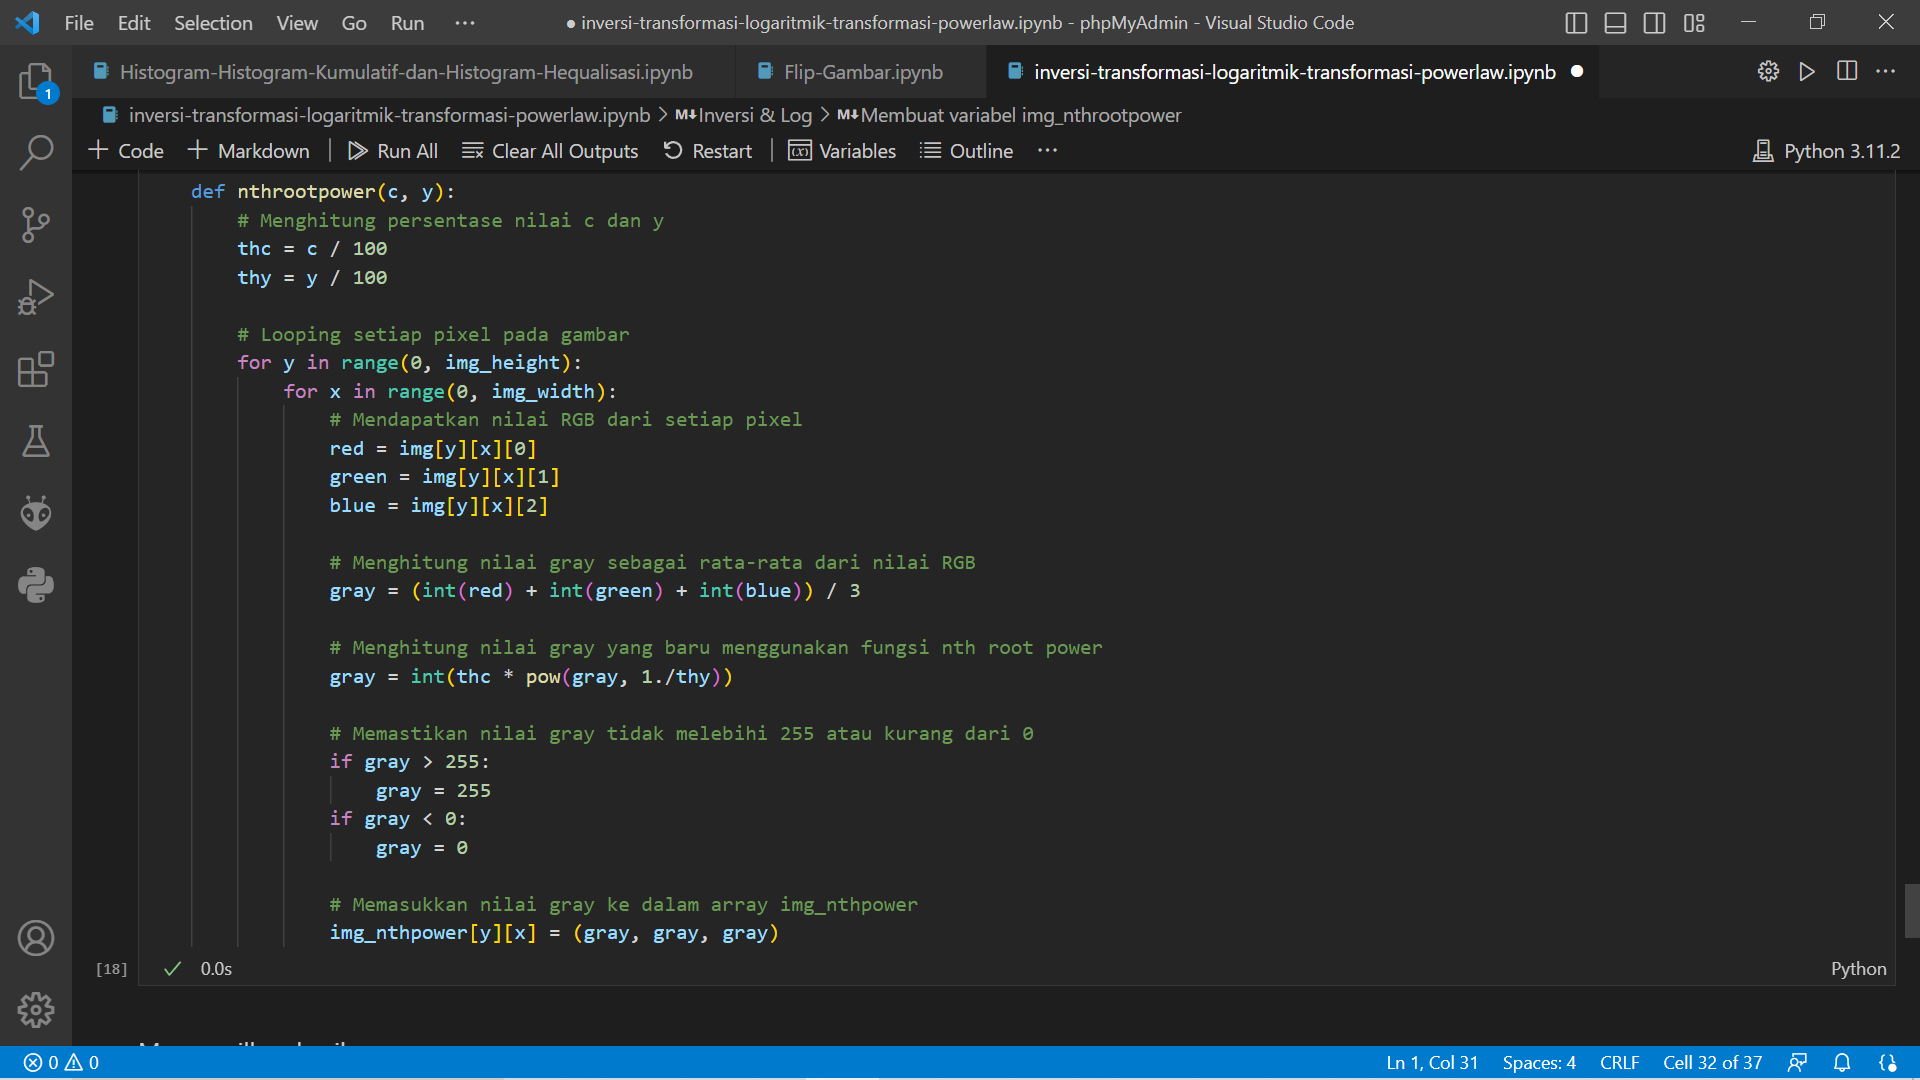 File Edit Selection View Go Run ··· ● inversi-transformasi-logaritmik-transformasi-powerlaw.ipynb - phpMyAdmin - Visual Studio Code
1
Histogram-Histogram-Kumulatif-dan-Histogram-Hequalisasi.ipynb Flip-Gambar.ipynb inversi-transformasi-logaritmik-transformasi-powerlaw.ipynb ●
inversi-transformasi-logaritmik-transformasi-powerlaw.ipynb > M↓Inversi & Log > M↓Membuat variabel img_nthrootpower
+ Code + Markdown | Run All Clear All Outputs Restart | Variables Outline ··· Python 3.11.2
def nthrootpower(c, y):
# Menghitung persentase nilai c dan y
thc = c / 100
thy = y / 100
# Looping setiap pixel pada gambar
for y in range(0, img_height):
for x in range(0, img_width):
# Mendapatkan nilai RGB dari setiap pixel
red = img[y][x][0]
green = img[y][x][1]
blue = img[y][x][2]
# Menghitung nilai gray sebagai rata-rata dari nilai RGB
gray = (int(red) + int(green) + int(blue)) / 3
# Menghitung nilai gray yang baru menggunakan fungsi nth root power
gray = int(thc * pow(gray, 1./thy))
# Memastikan nilai gray tidak melebihi 255 atau kurang dari 0
if gray > 255:
gray = 255
if gray < 0:
gray = 0
# Memasukkan nilai gray ke dalam array img_nthpower
img_nthpower[y][x] = (gray, gray, gray)
[18] ✓ 0.0s Python
0 0 Ln 1, Col 31 Spaces: 4 CRLF Cell 32 of 37